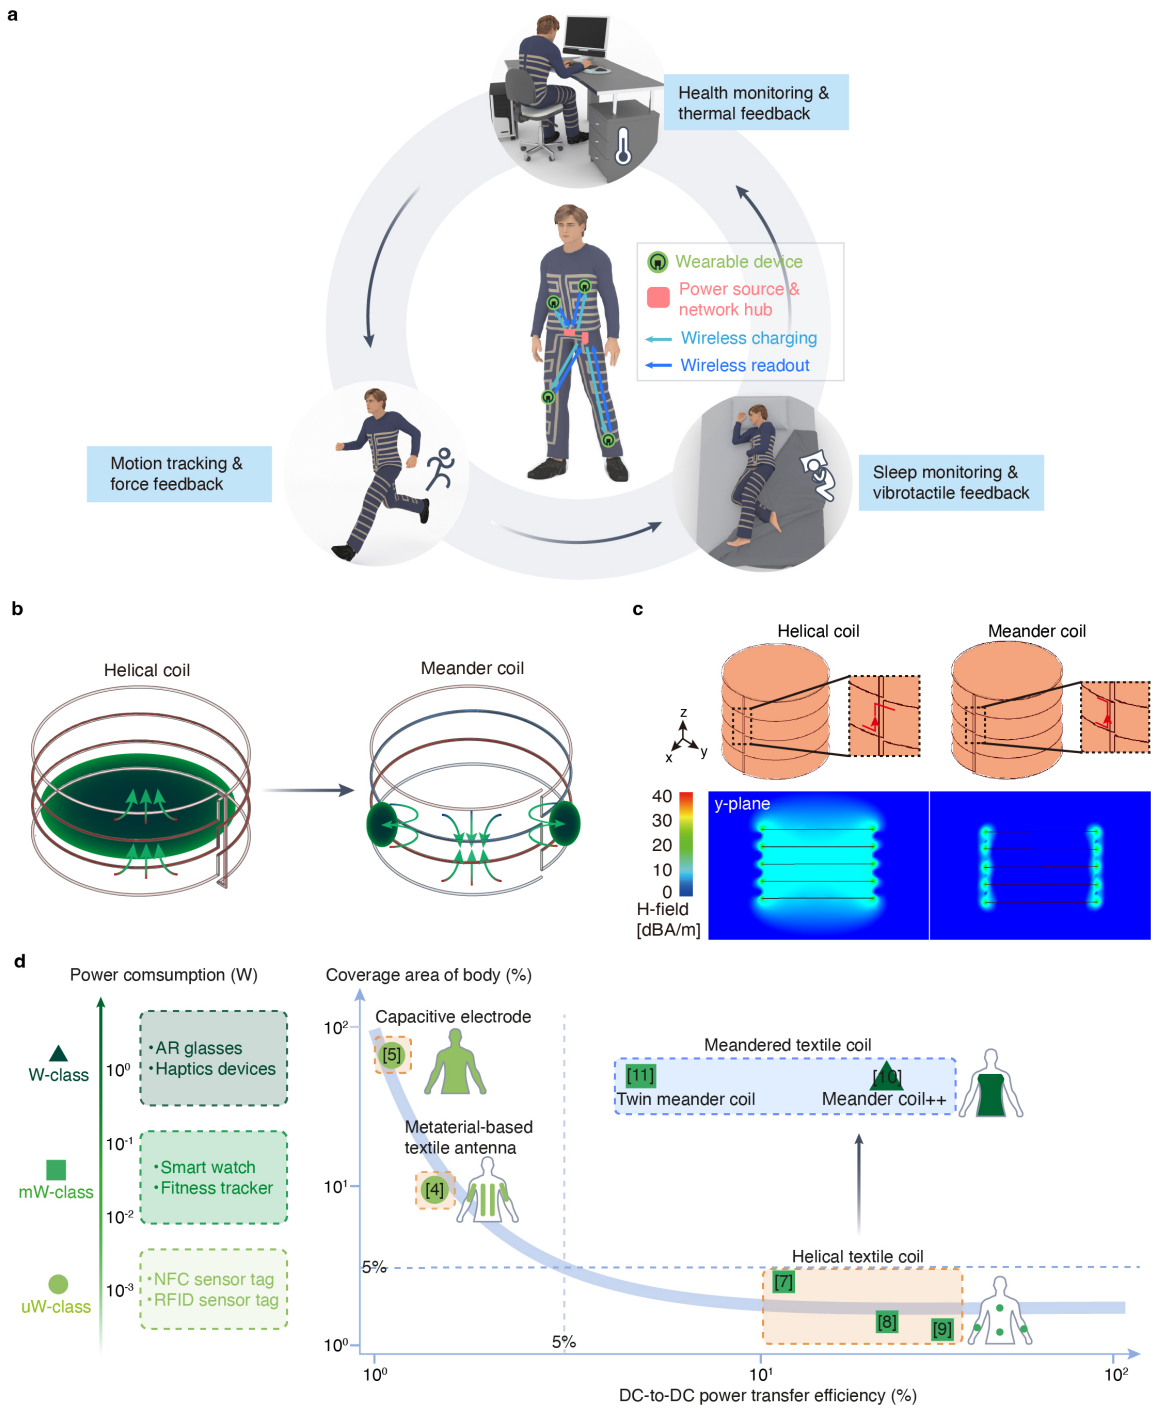 a
Health monitoring &
thermal feedback
Wearable device
Power source &
network hub
Wireless charging
Wireless readout
Motion tracking &
force feedback
Sleep monitoring &
vibrotactile feedback
b
Helical coil
Meander coil
c
Helical coil
Meander coil
z
x
y
y-plane
40
30
20
10
0
H-field
[dBA/m]
d
Power comsumption (W)
W-class
mW-class
uW-class
10⁰
10⁻¹
10⁻²
10⁻³
•AR glasses
•Haptics devices
•Smart watch
•Fitness tracker
•NFC sensor tag
•RFID sensor tag
Coverage area of body (%)
10²
10¹
5%
10⁰
Capacitive electrode
[5]
Metaterial-based
textile antenna
[4]
Meandered textile coil
[11]
[10]
Twin meander coil
Meander coil++
Helical textile coil
[7]
[8]
[9]
5%
10⁰
10¹
10²
DC-to-DC power transfer efficiency (%)